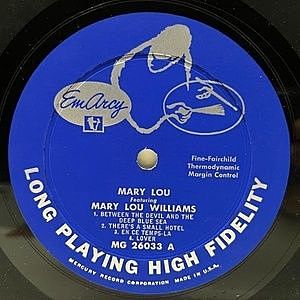 EmArcy
Fine-Fairchild
Thermodynamic
Margin Control
MARY LOU
Featuring
MARY LOU WILLIAMS
1. BETWEEN THE DEVIL AND THE
DEEP BLUE SEA
2. THERE'S A SMALL HOTEL
3. EN CE TEMPS-LA
4. LOVER
MG 26033 A
LONG PLAYING HIGH FIDELITY
MERCURY RECORD CORPORATION MADE IN U.S.A.